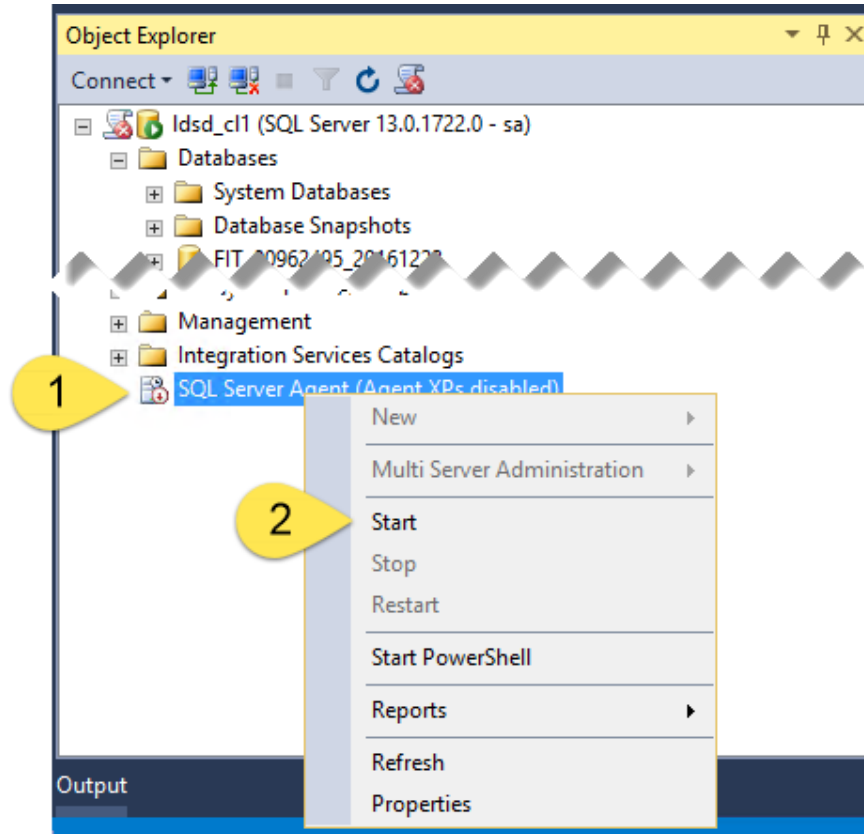 Object Explorer
Connect
ldsd_cl1 (SQL Server 13.0.1722.0 - sa)
Databases
System Databases
Database Snapshots
Management
Integration Services Catalogs
1
SQL Server Agent (Agent XPs disabled)
New
Multi Server Administration
2
Start
Stop
Restart
Start PowerShell
Reports
Refresh
Output
Properties